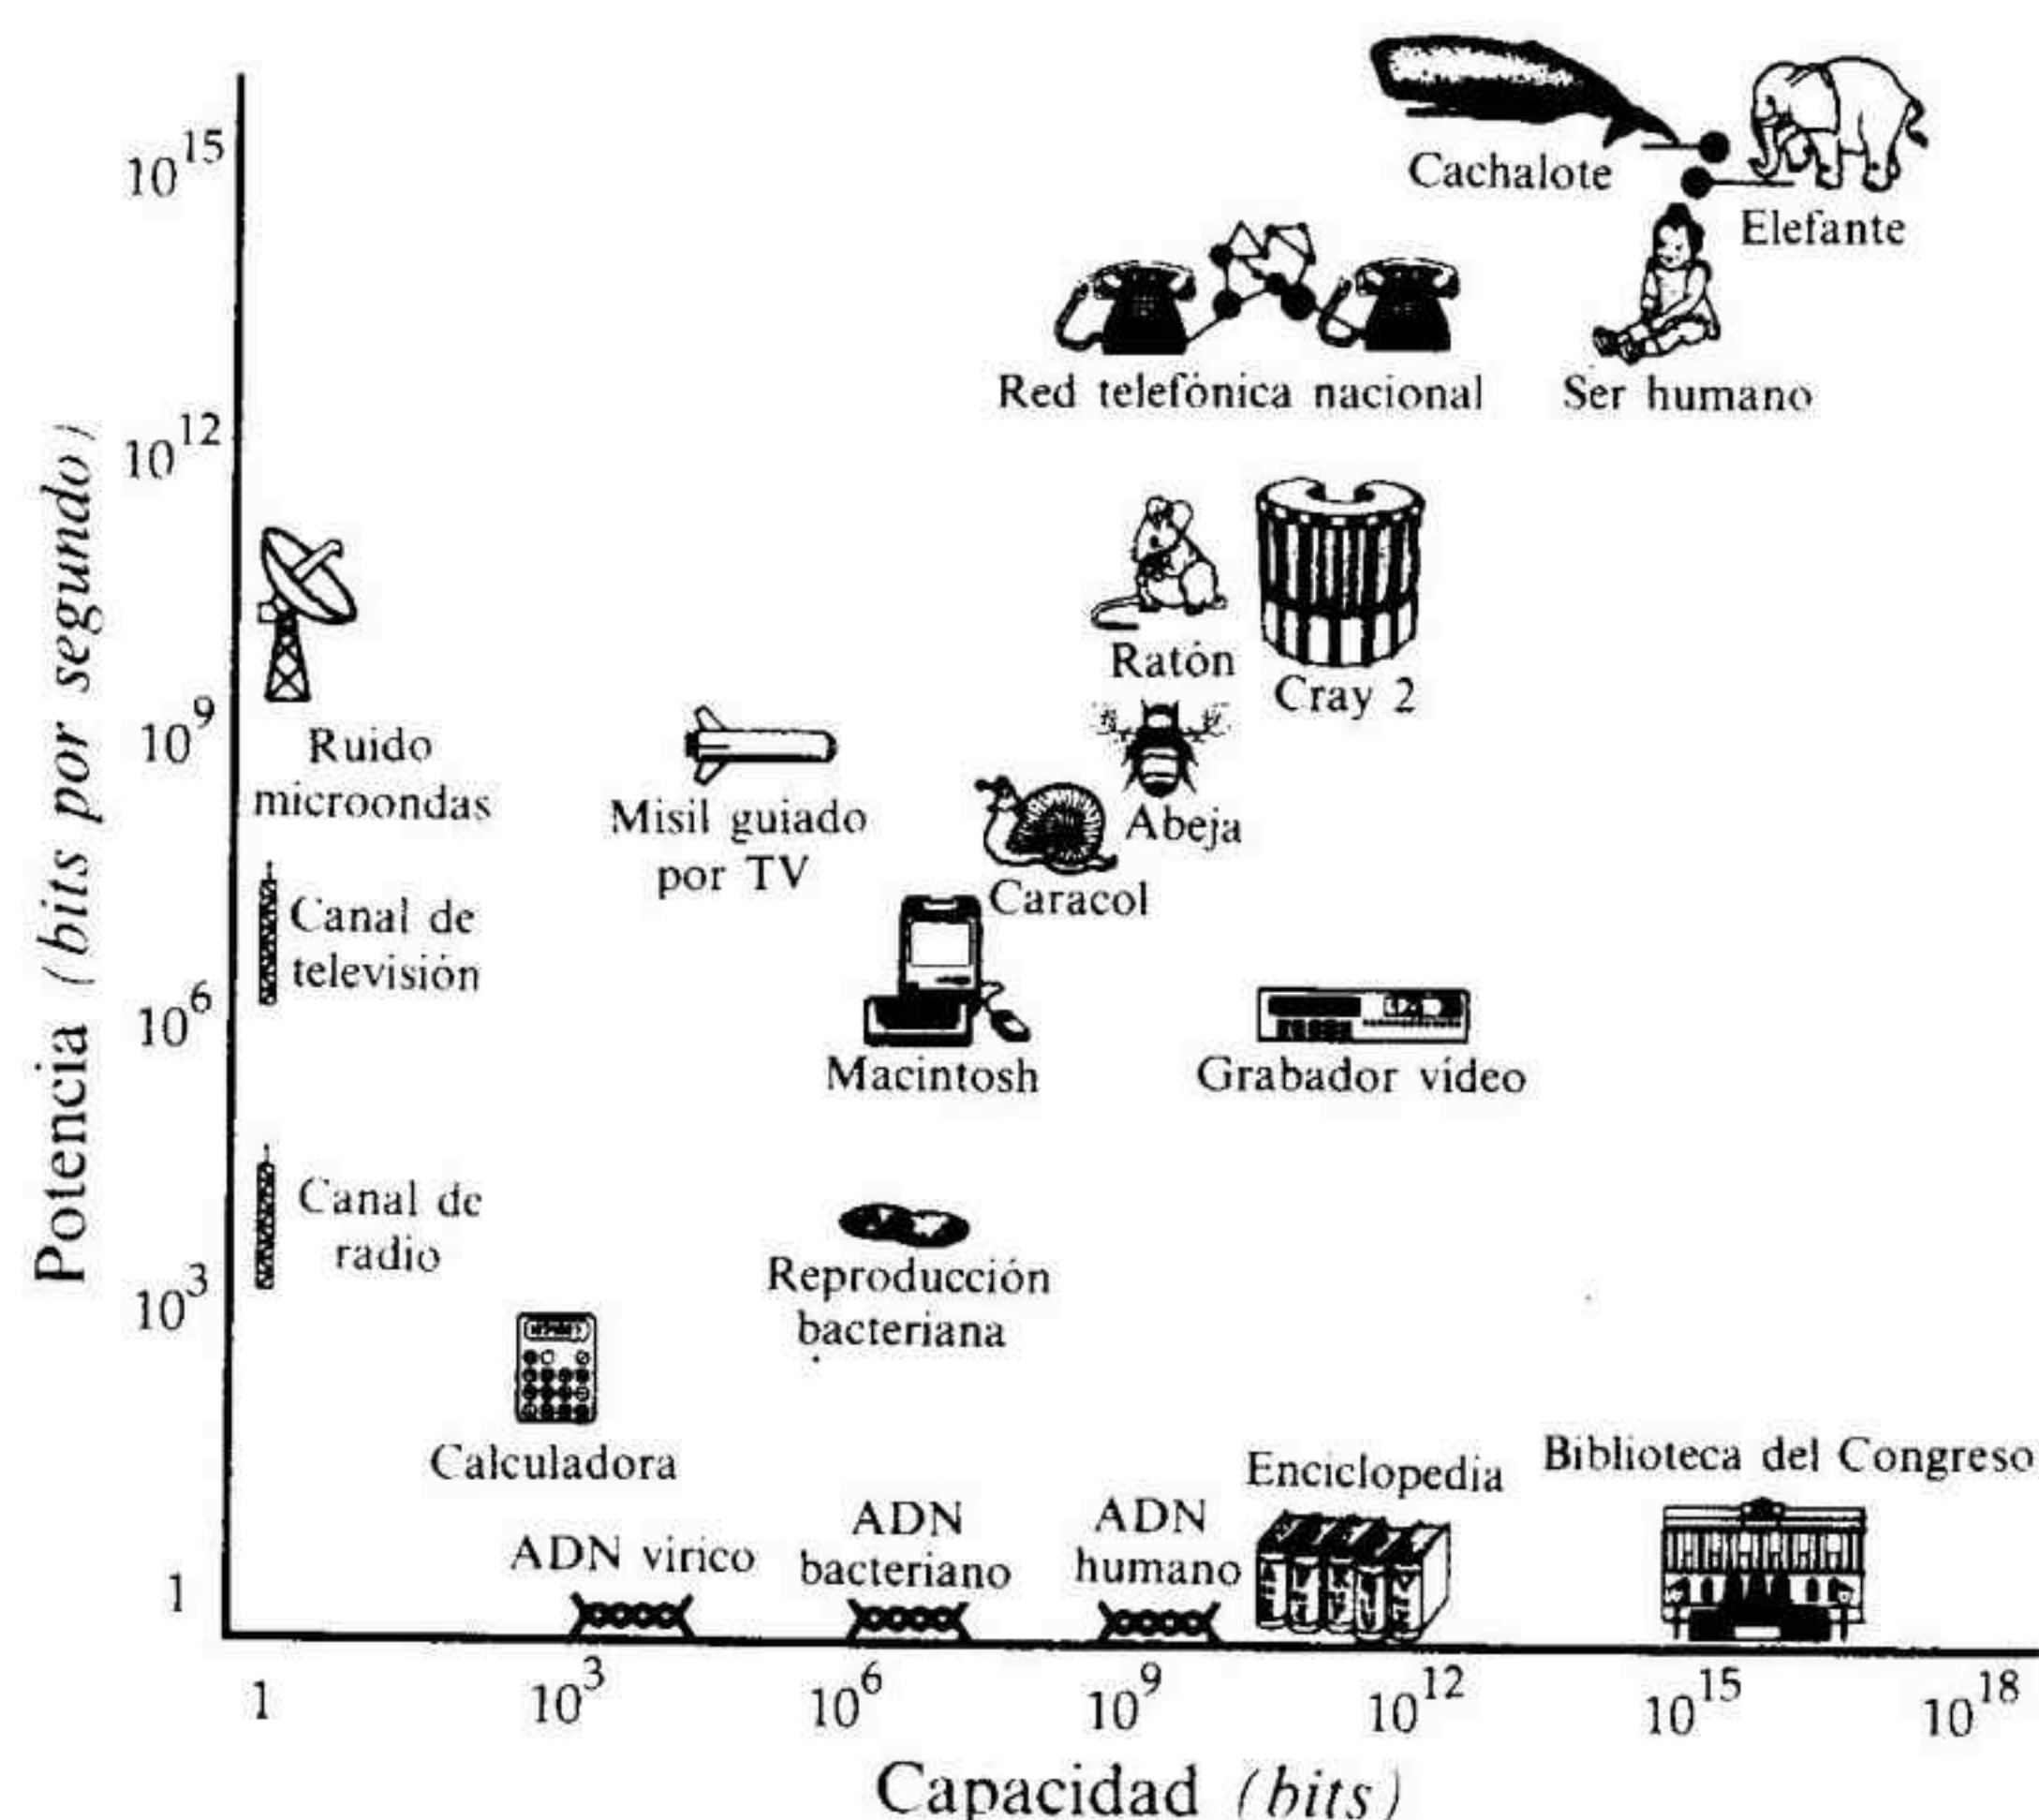 Cachalote
Elefante
10^15
Red telefónica nacional
Ser humano
10^12
Ratón
Cray 2
10^9
Ruido
microondas
Misil guiado
por TV
Abeja
Caracol
Canal de
televisión
10^6
Macintosh
Grabador vídeo
Canal de
radio
Reproducción
bacteriana
10^3
Calculadora
Enciclopedia
Biblioteca del Congreso
ADN vírico
ADN
bacteriano
ADN
humano
1
1 10^3 10^6 10^9 10^12 10^15 10^18
Capacidad (bits)
Potencia (bits por segundo)